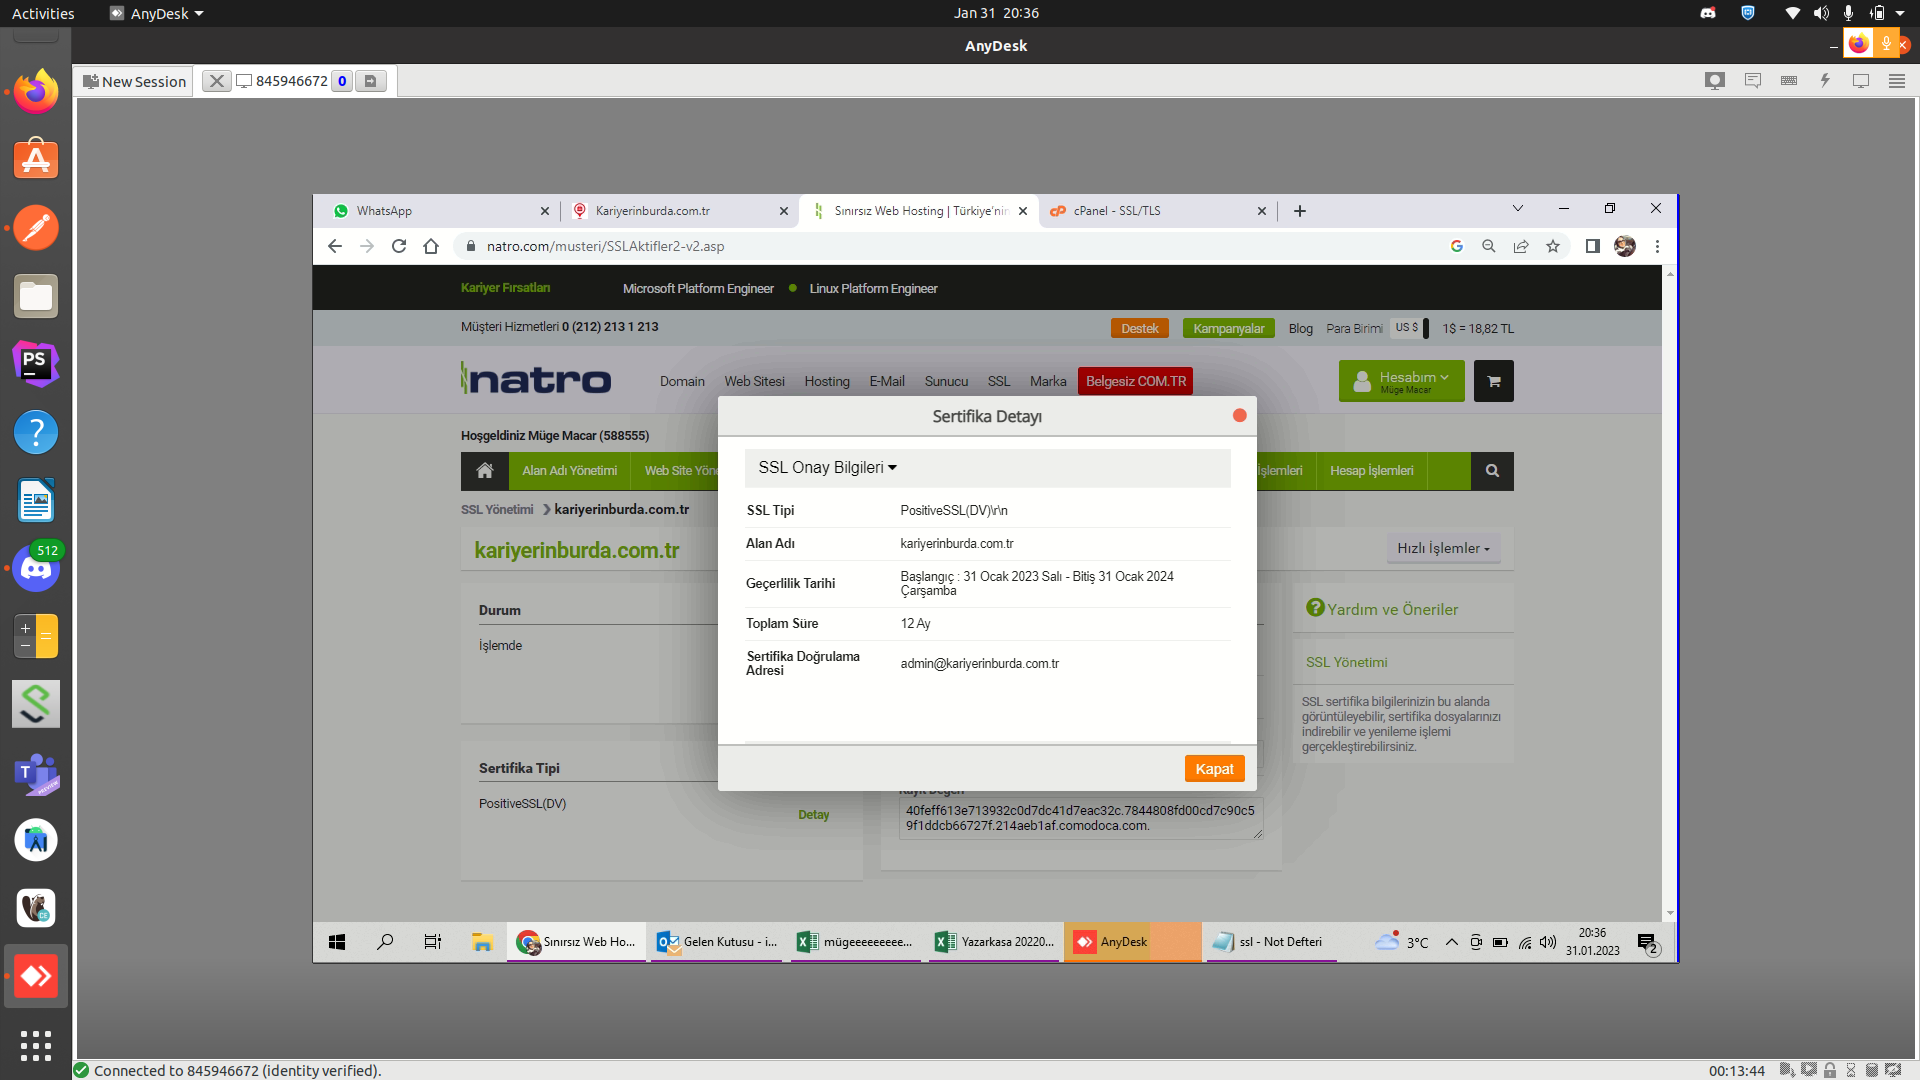 Activities
AnyDesk
Jan 31 20:36
AnyDesk
New Session
845946672
0
WhatsApp
Kariyerinburda.com.tr
Sınırsız Web Hosting | Türkiye'nin
cPanel - SSL/TLS
natro.com/musteri/SSLAktifler2-v2.asp
Kariyer Fırsatları
Microsoft Platform Engineer
Linux Platform Engineer
Müşteri Hizmetleri 0 (212) 213 1 213
Destek
Kampanyalar
Blog
Para Birimi
US $
1$ = 18,82 TL
natro
Domain
Web Sitesi
Hosting
E-Mail
Sunucu
SSL
Marka
Belgesiz COM.TR
Hesabım
Müge Macar
Sertifika Detayı
Hoşgeldiniz Müge Macar (588555)
Alan Adı Yönetimi
Web Site Yöne
İşlemleri
Hesap İşlemleri
SSL Onay Bilgileri
SSL Yönetimi
kariyerinburda.com.tr
SSL Tipi
PositiveSSL(DV)\r\n
kariyerinburda.com.tr
Hızlı İşlemler
Alan Adı
kariyerinburda.com.tr
Geçerlilik Tarihi
Başlangıç : 31 Ocak 2023 Salı - Bitiş 31 Ocak 2024
Çarşamba
Durum
İşlemde
Toplam Süre
12 Ay
Sertifika Doğrulama
Adresi
admin@kariyerinburda.com.tr
Yardım ve Öneriler
SSL Yönetimi
SSL sertifika bilgilerinizin bu alanda
görüntüleyebilir, sertifika dosyalarınızı
indirebilir ve yenileme işlemi
gerçekleştirebilirsiniz.
Kapat
Sertifika Tipi
PositiveSSL(DV)
Detay
Kayıt Değeri
40feff613e713932c0d7dc41d7eac32c.7844808fd00cd7c90c5
9f1ddcb66727f.214aeb1af.comodoca.com.
512
PS
Sınırsız Web Ho...
Gelen Kutusu - i...
mügeeeeeeeee...
Yazarkasa 20220...
AnyDesk
ssl - Not Defteri
3°C
20:36
31.01.2023
2
Connected to 845946672 (identity verified).
00:13:44